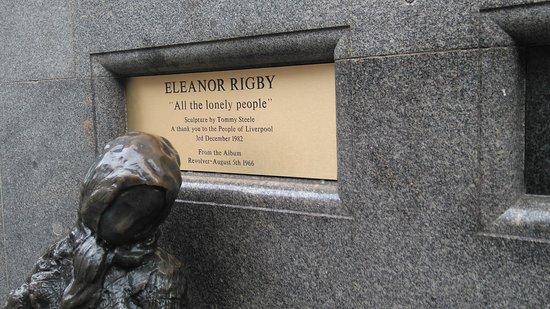 ELEANOR RIGBY
"All the lonely people"
Sculpture by Tommy Steele
A thank you to the People of Liverpool
3rd December 1982
From the Album
Revolver-August 5th 1966